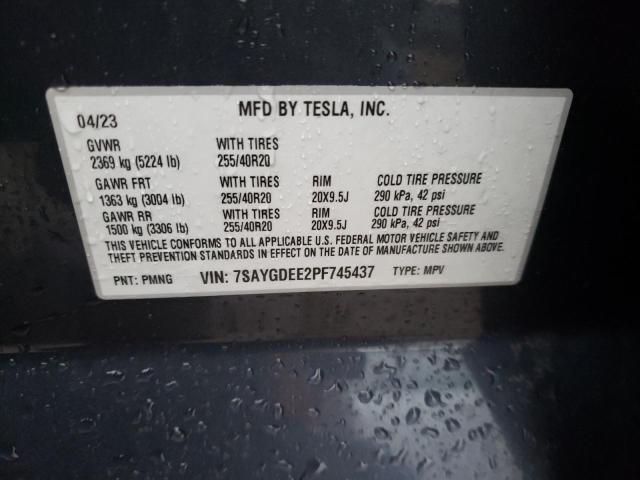 04/23 MFD BY TESLA, INC.
GVWR WITH TIRES
2369 kg (5224 lb) 255/40R20
GAWR FRT WITH TIRES RIM COLD TIRE PRESSURE
1363 kg (3004 lb) 255/40R20 20X9.5J 290 kPa, 42 psi
GAWR RR WITH TIRES RIM COLD TIRE PRESSURE
1500 kg (3306 lb) 255/40R20 20X9.5J 290 kPa, 42 psi
THIS VEHICLE CONFORMS TO ALL APPLICABLE U.S. FEDERAL MOTOR VEHICLE SAFETY AND
THEFT PREVENTION STANDARDS IN EFFECT ON THE DATE OF MANUFACTURE SHOWN ABOVE.
PNT: PMNG VIN: 7SAYGDEE2PF745437 TYPE: MPV